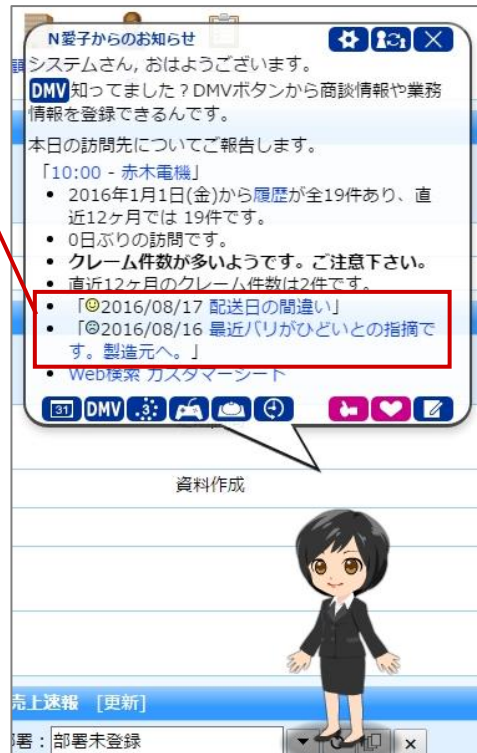 N愛子からのお知らせ
システムさん, おはようございます。
DMV知ってました？DMVボタンから商談情報や業務
情報を登録できるんです。
本日の訪問先についてご報告します。
「10:00 - 赤木電機」
• 2016年1月1日(金)から履歴が全19件あり、直
近12ヶ月では 19件です。
• 0日ぶりの訪問です。
• クレーム件数が多いようです。ご注意下さい。
• 直近12ヶ月のクレーム件数は2件です。
• 「2016/08/17 配送日の間違い」
• 「2016/08/16 最近バリがひどいとの指摘で
す。製造元へ。」
• Web検索 カスタマーシート
31 DMV 3
資料作成
売上速報 [更新]
部署：部署未登録